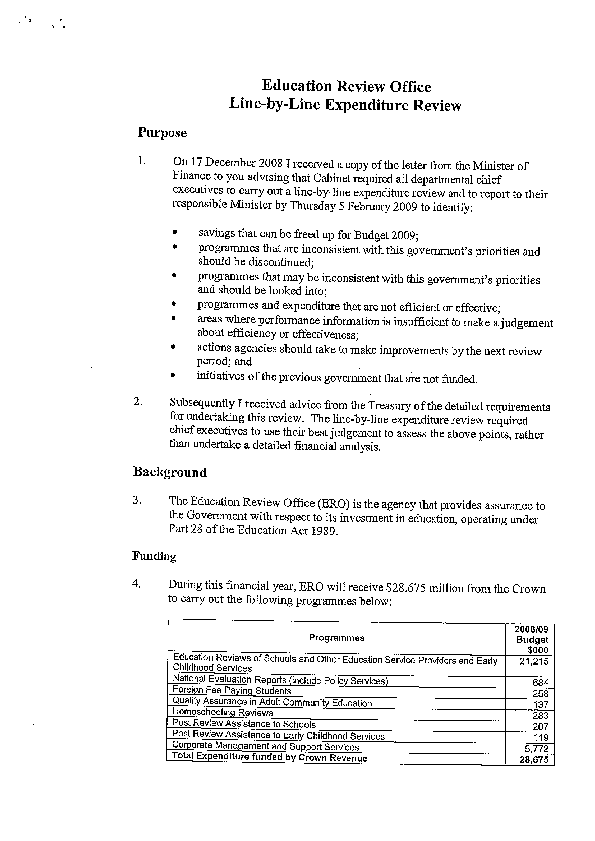 Education Review Office
Line-by-Line Expenditure Review
Purpose
1. On 17 December 2008 I received a copy of the letter from the Minister of
Finance to you advising that Cabinet required all departmental chief
executives to carry out a line-by-line expenditure review and to report to their
responsible Minister by Thursday 5 February 2009 to identify:
• savings that can be freed up for Budget 2009;
• programmes that are inconsistent with this government's priorities and
should be discontinued;
• programmes that may be inconsistent with this government's priorities
and should be looked into;
• programmes and expenditure that are not efficient or effective;
• areas where performance information is insufficient to make a judgement
about efficiency or effectiveness;
• actions agencies should take to make improvements by the next review
period; and
• initiatives of the previous government that are not funded.
2. Subsequently I received advice from the Treasury of the detailed requirements
for undertaking this review. The line-by-line expenditure review required
chief executives to use their best judgement to assess the above points, rather
than undertake a detailed financial analysis.
Background
3. The Education Review Office (ERO) is the agency that provides assurance to
the Government with respect to its investment in education, operating under
Part 28 of the Education Act 1989.
Funding
4. During this financial year, ERO will receive $28.675 million from the Crown
to carry out the following programmes below:
Programmes 2008/09
Budget
$000
Education Reviews of Schools and Other Education Service Providers and Early 21,215
Childhood Services
National Evaluation Reports (include Policy Services) 684
Foreign Fee Paying Students 258
Quality Assurance in Adult Community Education 137
Homeschooling Reviews 283
Post Review Assistance to Schools 207
Post Review Assistance to Early Childhood Services 119
Corporate Management and Support Services 5,772
Total Expenditure funded by Crown Revenue 28,675